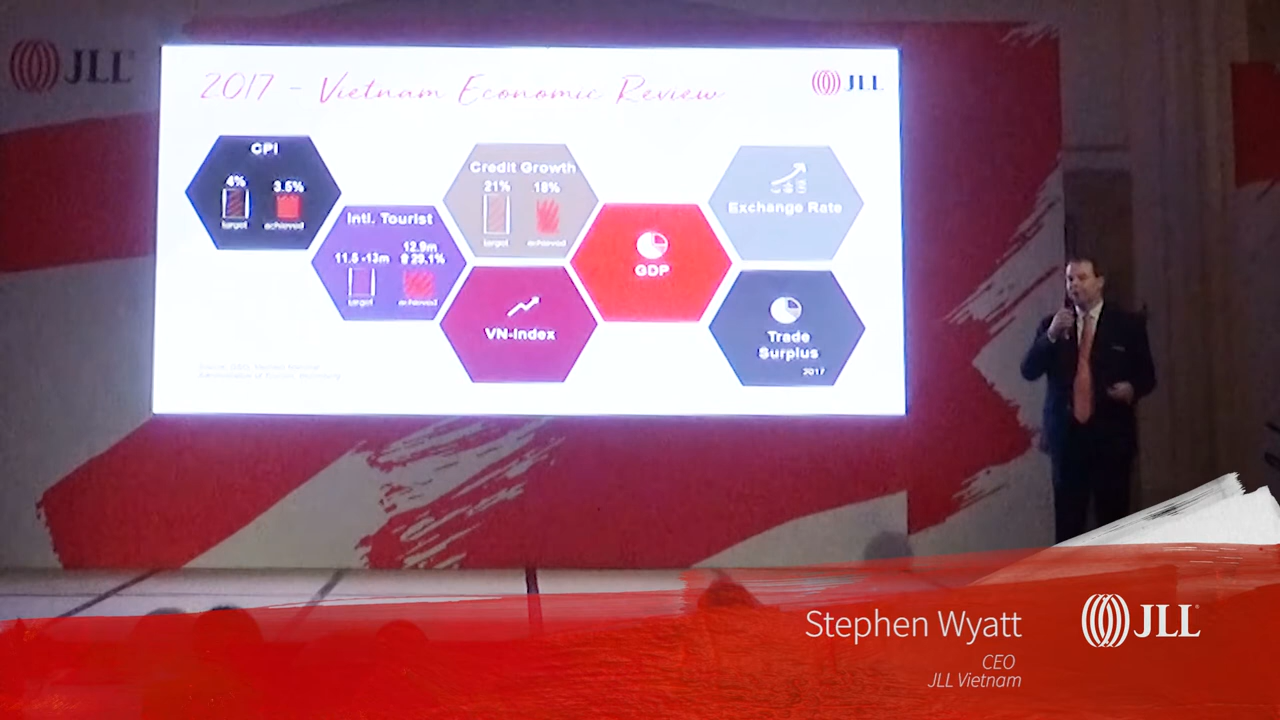 JLL
2017 - Vietnam Economic Review
JLL
CPI
4%
3.5%
target
achieved
Intl. Tourist
11.5 -13m
12.9m
29.1%
target
achieved
Credit Growth
21%
18%
target
achieved
VN-Index
GDP
Exchange Rate
Trade
Surplus
2017
Stephen Wyatt
CEO
JLL Vietnam
JLL